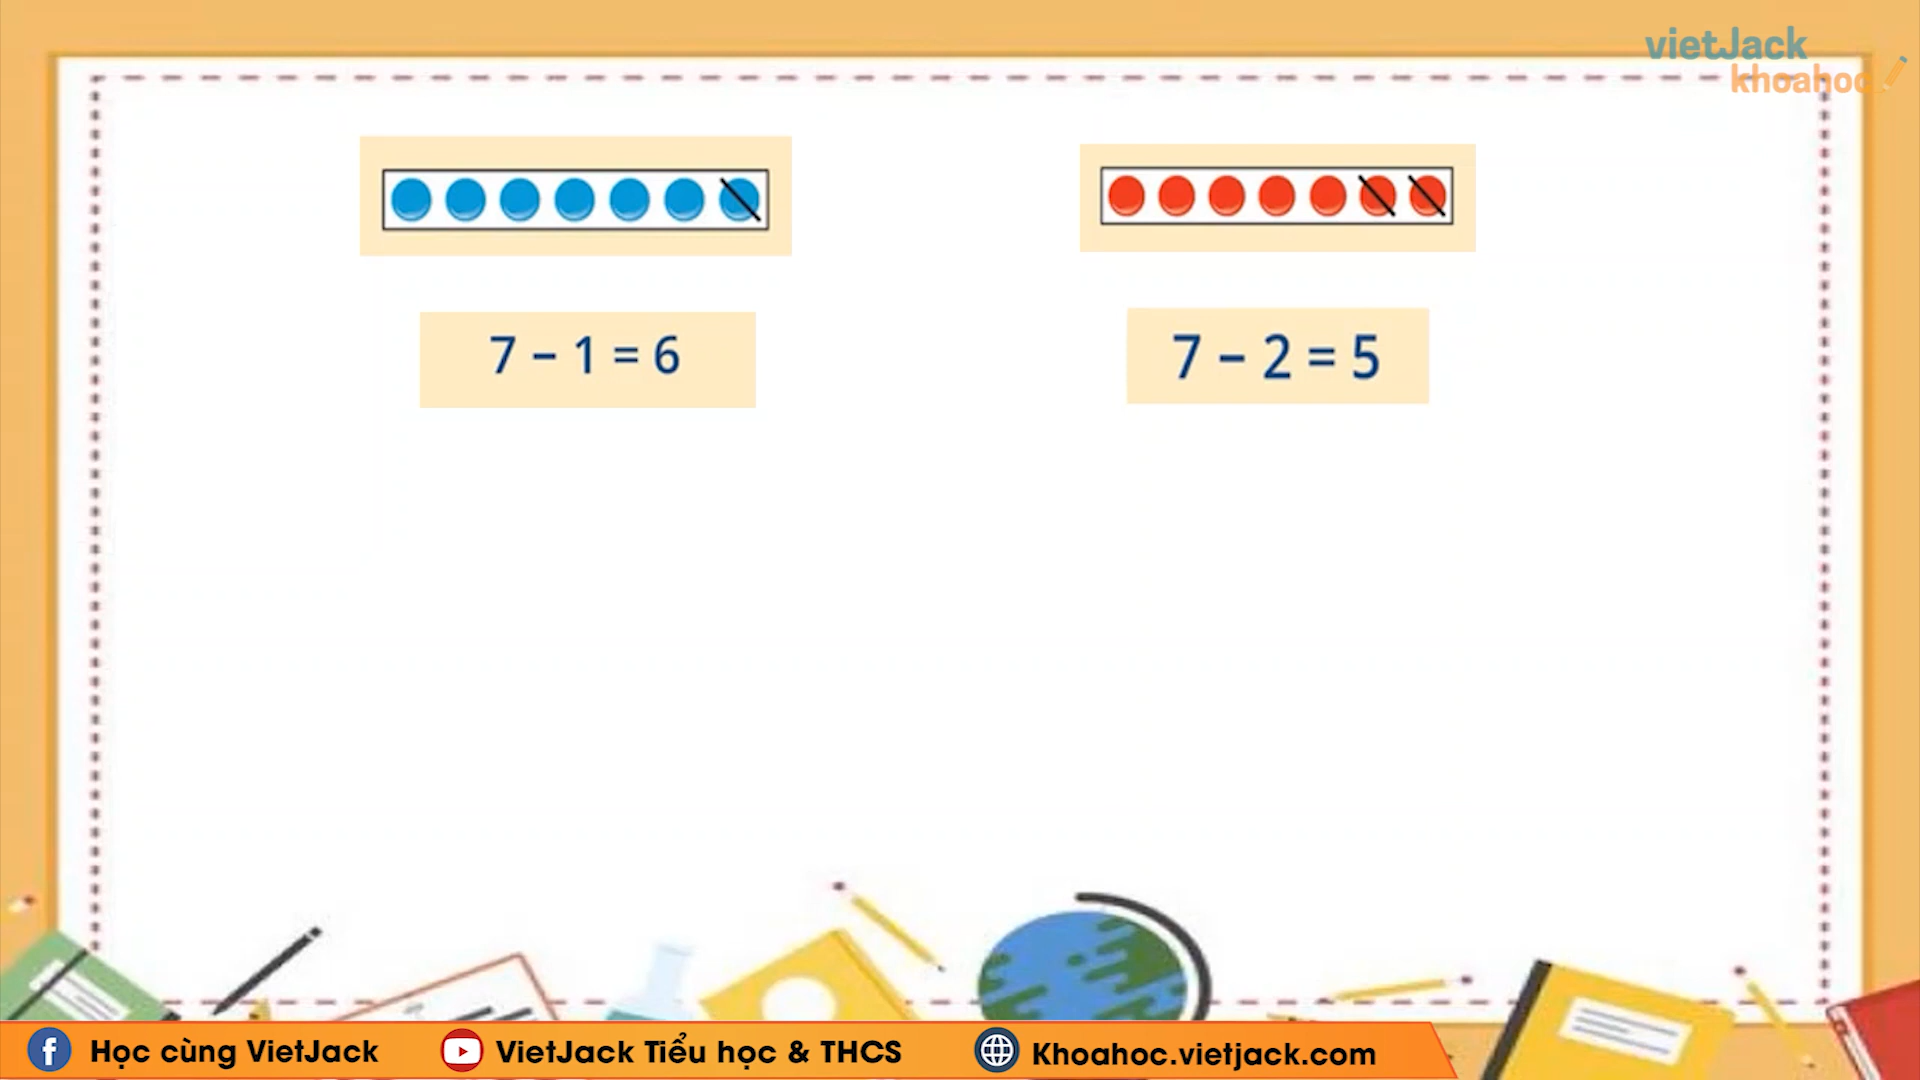 vietJack
khoahoc
7 – 1 = 6
7 – 2 = 5
Học cùng VietJack
VietJack Tiểu học & THCS
Khoahoc.vietjack.com